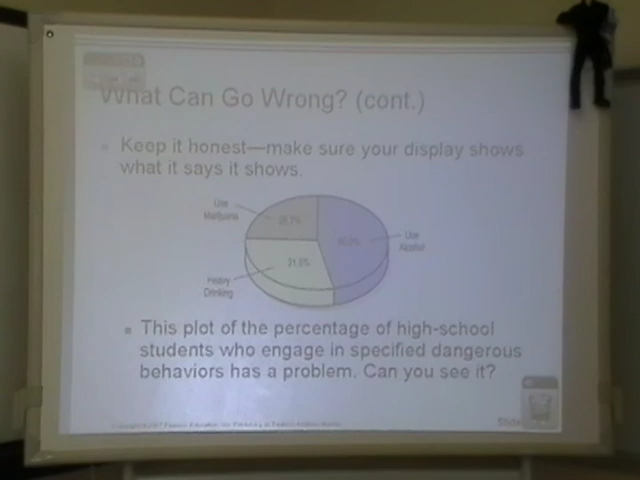 What Can Go Wrong? (cont.)
Keep it honest—make sure your display shows
what it says it shows.
Use
Marijuana
Use
Alcohol
31.5%
Heavy
Drinking
This plot of the percentage of high-school
students who engage in specified dangerous
behaviors has a problem. Can you see it?
Slide